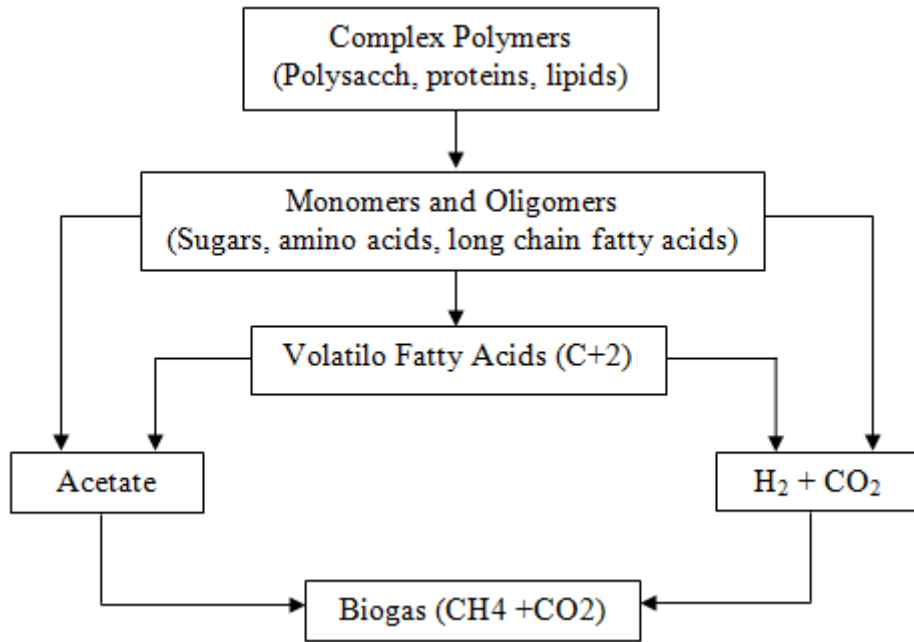 Complex Polymers
(Polysacch, proteins, lipids)
Monomers and Oligomers
(Sugars, amino acids, long chain fatty acids)
Volatilo Fatty Acids (C+2)
Acetate
H₂ + CO₂
Biogas (CH4 +CO2)